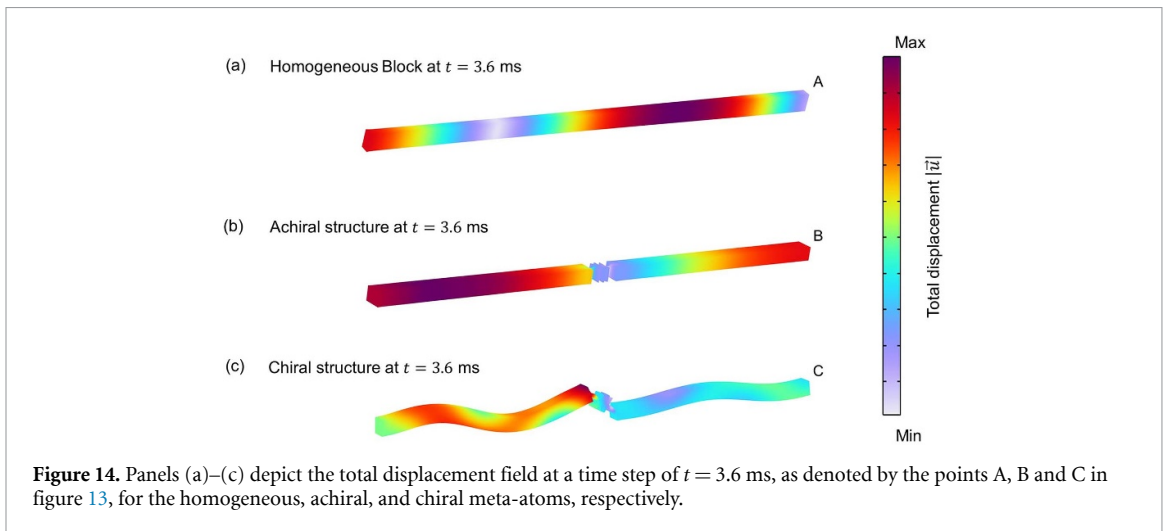 Max
(a) Homogeneous Block at t = 3.6 ms
A
(b) Achiral structure at t = 3.6 ms
B
(c) Chiral structure at t = 3.6 ms
C
Total displacement |u⃗|
Min
Figure 14. Panels (a)–(c) depict the total displacement field at a time step of t = 3.6 ms, as denoted by the points A, B and C in
figure 13, for the homogeneous, achiral, and chiral meta-atoms, respectively.